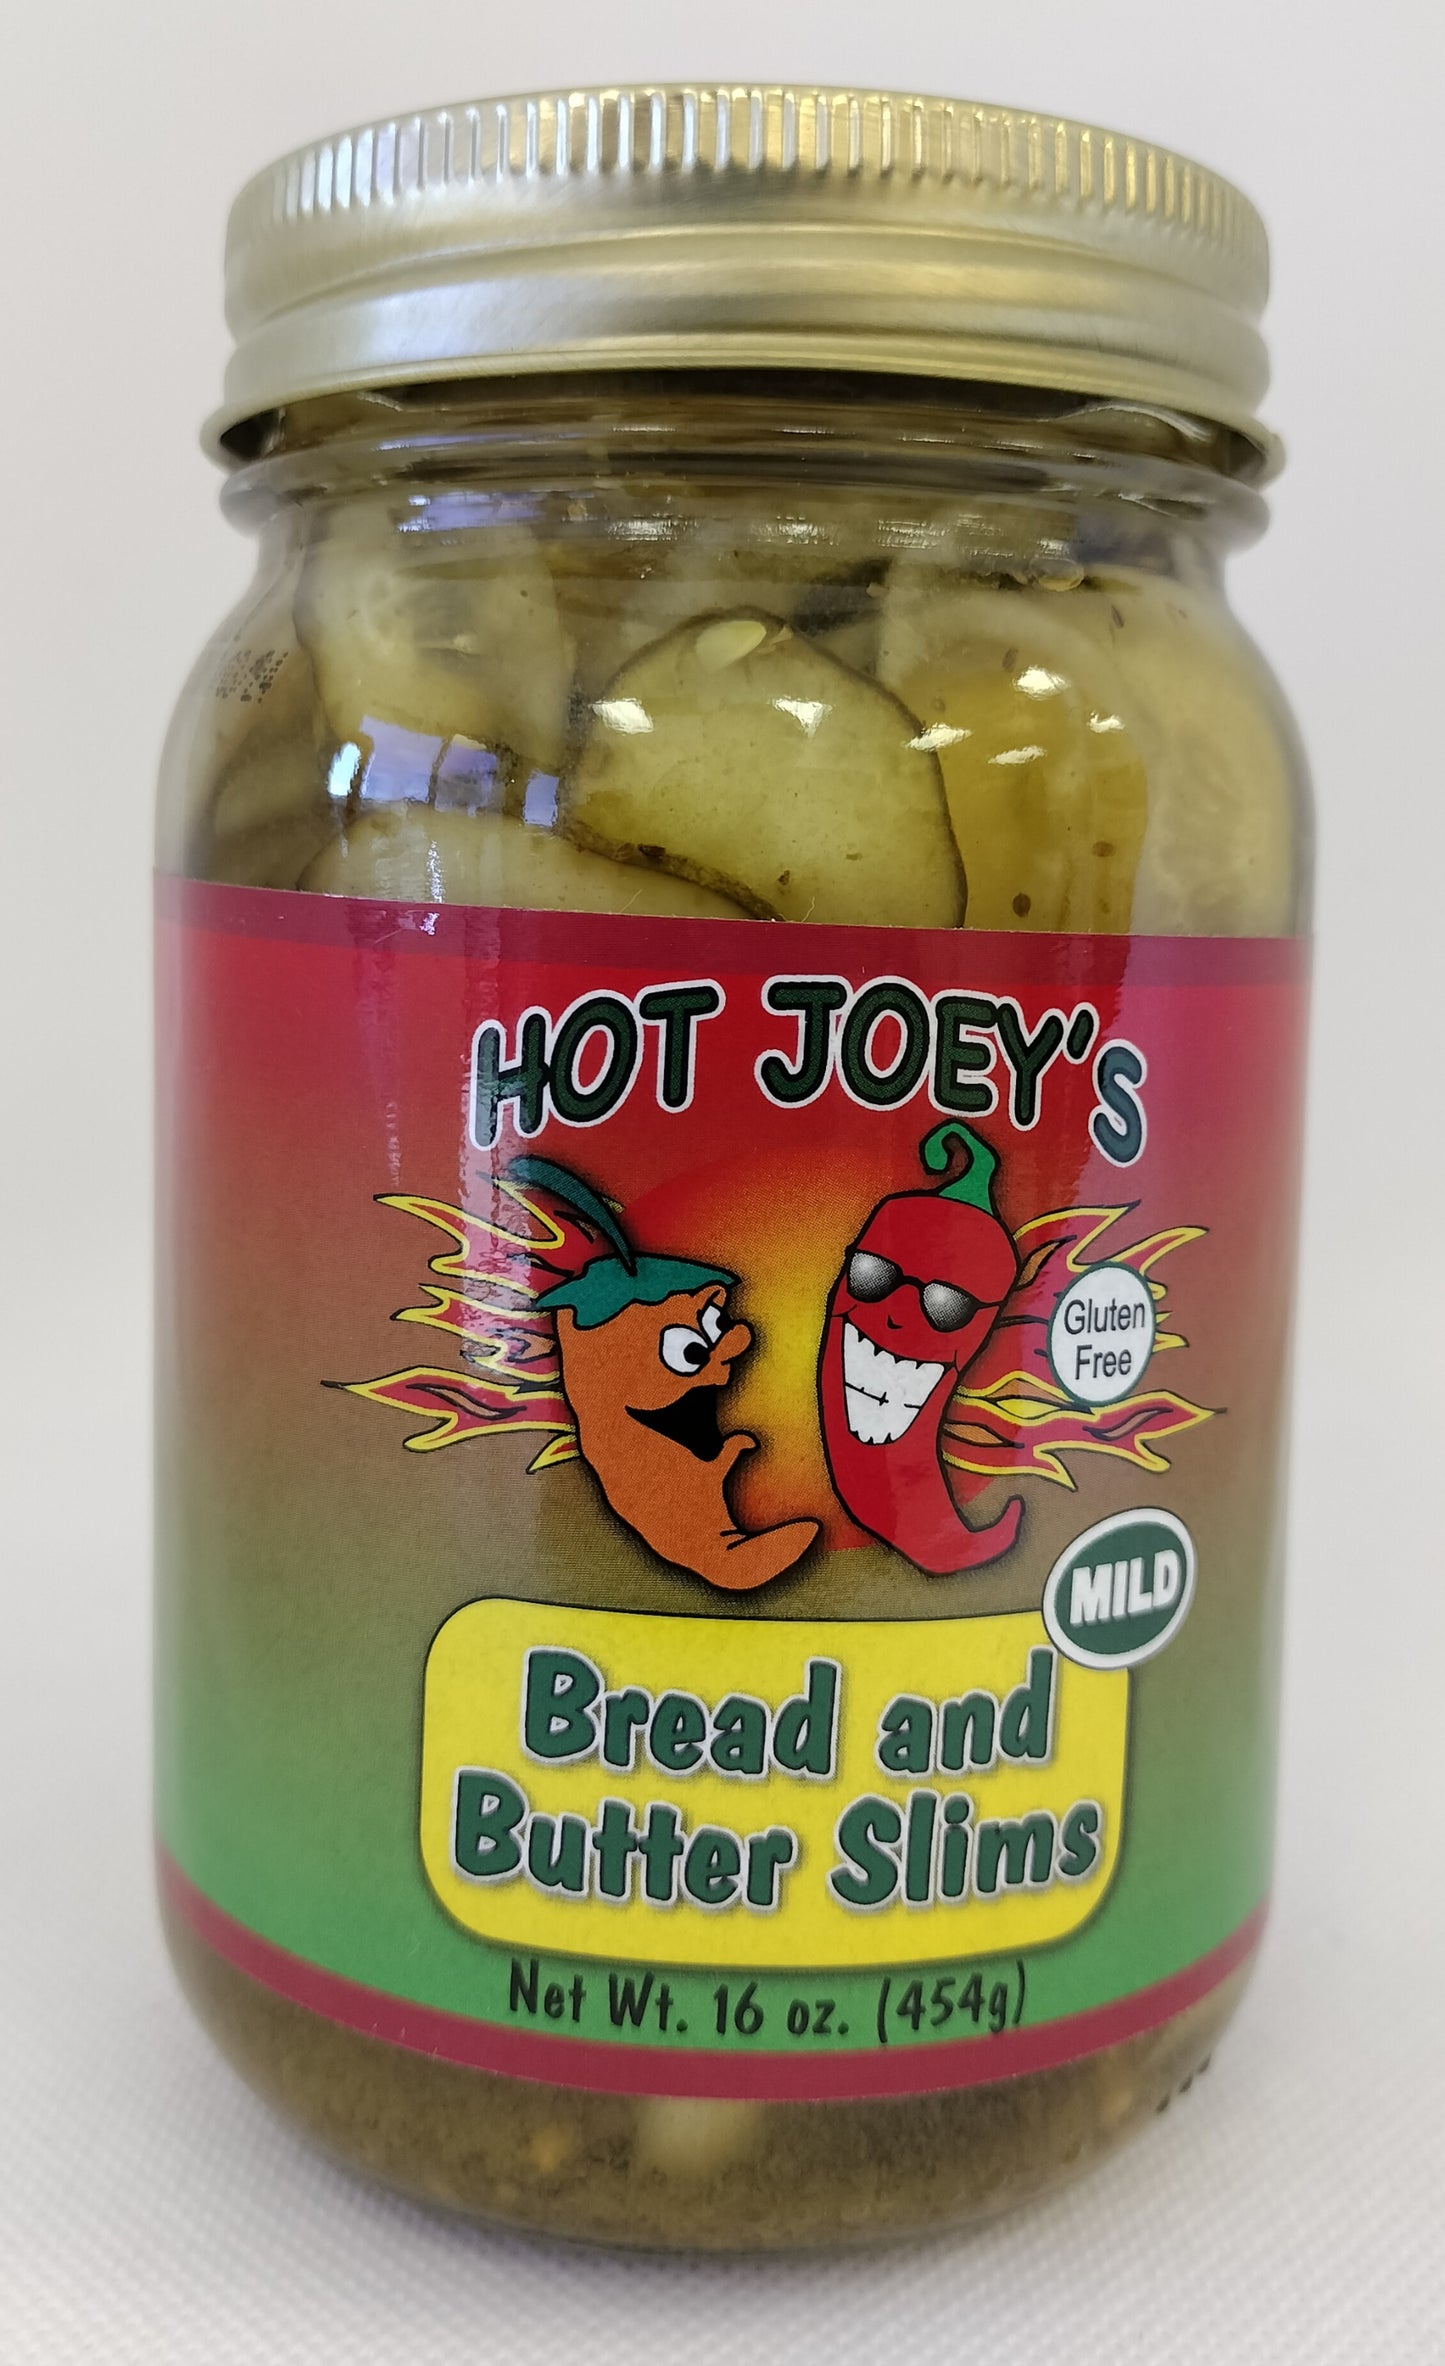 HOT JOEY'S
Gluten
Free
MILD
Bread and
Butter Slims
Net Wt. 16 oz. (454g)